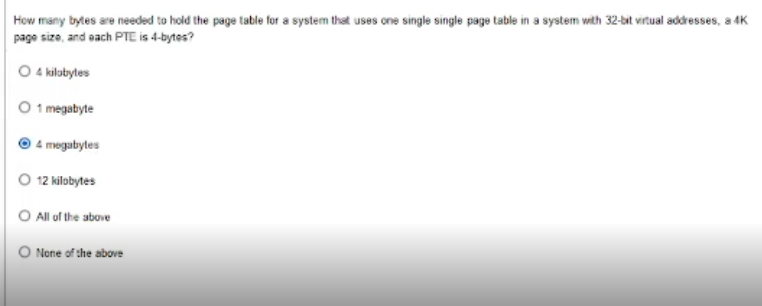 How many bytes are needed to hold the page table for a system that uses one single single page table in a system with 32-bit virtual addresses, a 4K
page size, and each PTE is 4-bytes?
4 kilobytes
1 megabyte
4 megabytes
12 kilobytes
All of the above
None of the above